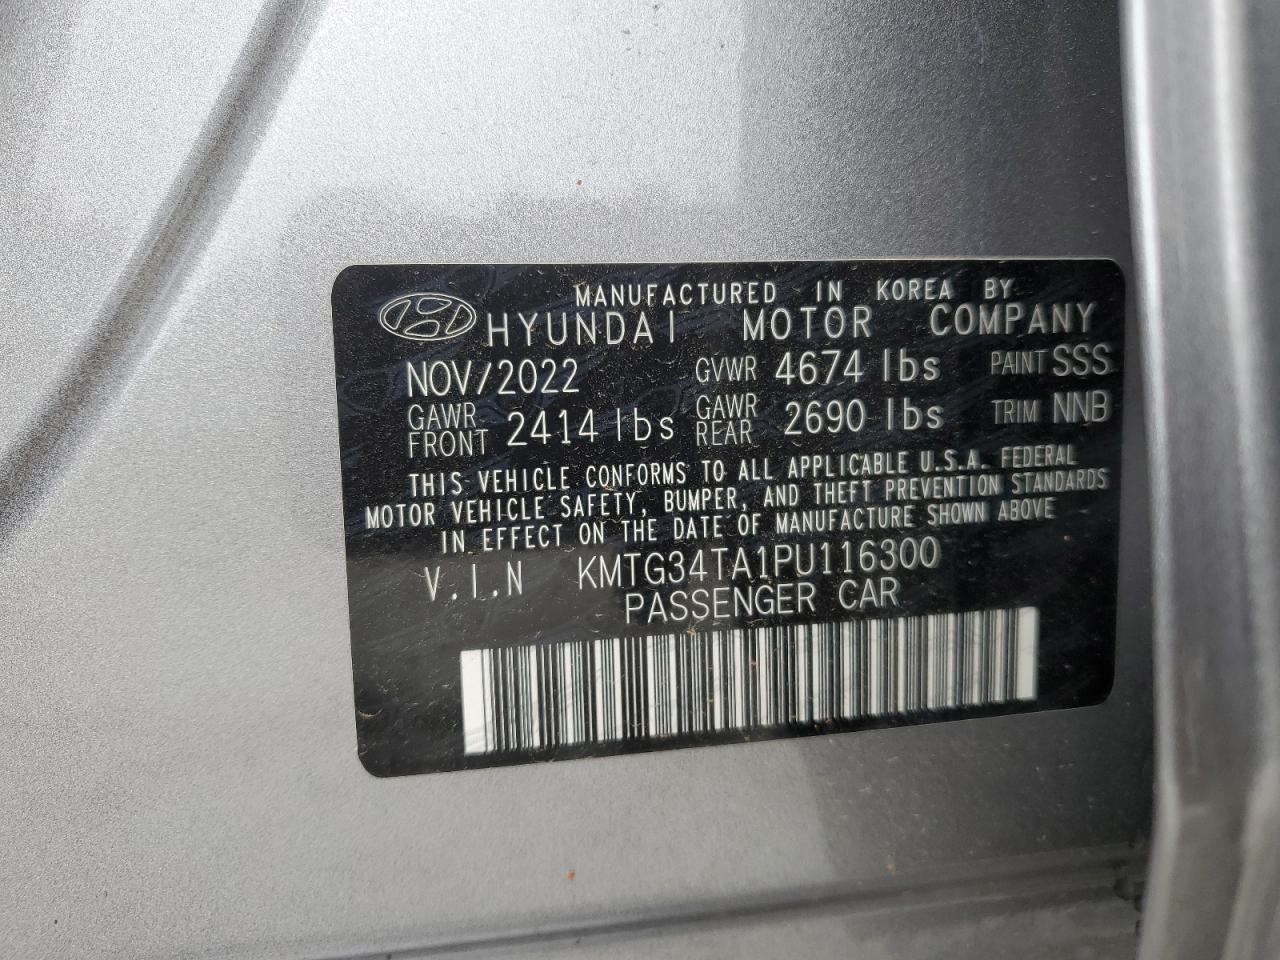 MANUFACTURED IN KOREA BY
HYUNDAI MOTOR COMPANY
NOV/2022 GVWR 4674 lbs PAINT SSS
GAWR FRONT 2414 lbs GAWR REAR 2690 lbs TRIM NNB
THIS VEHICLE CONFORMS TO ALL APPLICABLE U.S.A. FEDERAL
MOTOR VEHICLE SAFETY, BUMPER, AND THEFT PREVENTION STANDARDS
IN EFFECT ON THE DATE OF MANUFACTURE SHOWN ABOVE
V.I.N KMTG34TA1PU116300
PASSENGER CAR